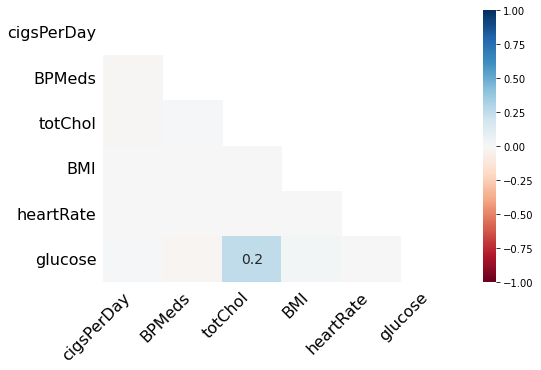 cigsPerDay
BPMeds
totChol
BMI
heartRate
glucose
0.2
cigsPerDay
BPMeds
totChol
BMI
heartRate
glucose
1.00
0.75
0.50
0.25
0.00
−0.25
−0.50
−0.75
−1.00